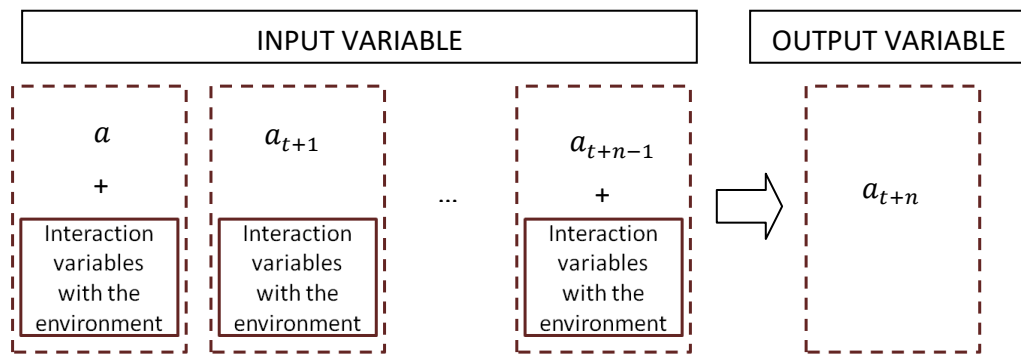 INPUT VARIABLE
OUTPUT VARIABLE
a
+
Interaction
variables
with the
environment
a_{t+1}
Interaction
variables
with the
environment
...
a_{t+n-1}
+
Interaction
variables
with the
environment
a_{t+n}